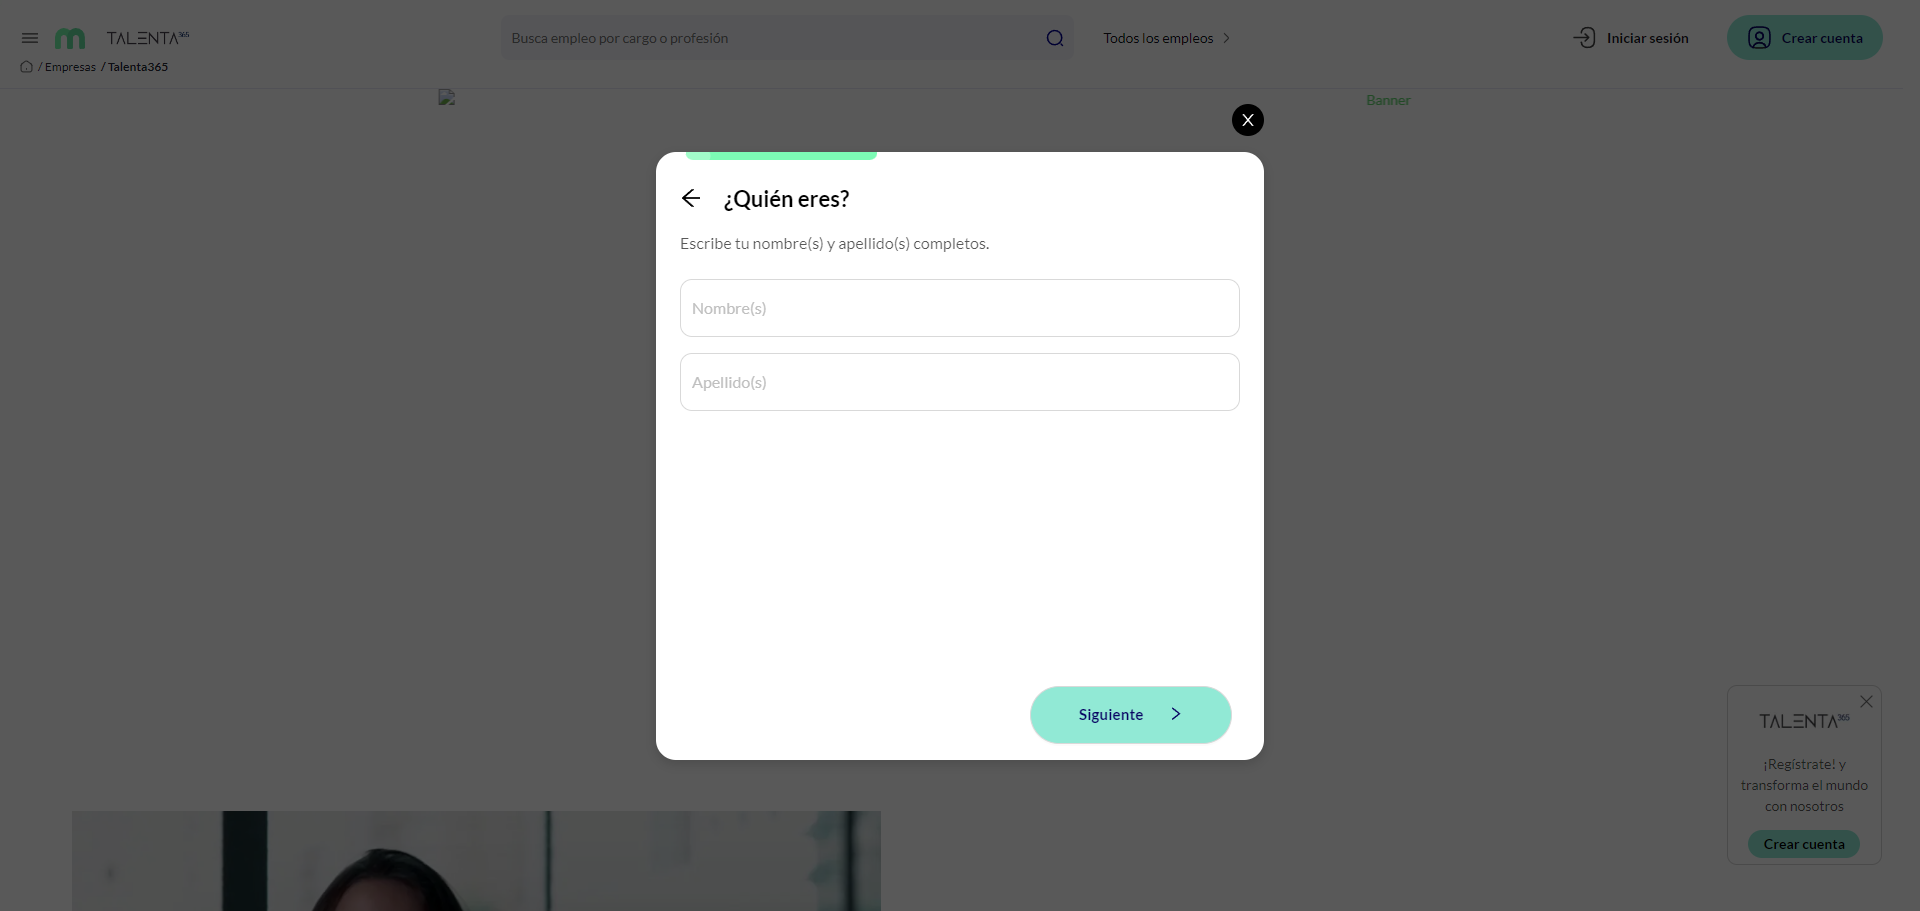 TALENTA365
Busca empleo por cargo o profesión
Todos los empleos
Iniciar sesión
Crear cuenta
/ Empresas / Talenta365
Banner
X
¿Quién eres?
Escribe tu nombre(s) y apellido(s) completos.
Nombre(s)
Apellido(s)
Siguiente
TALENTA365
¡Regístrate! y
transforma el mundo
con nosotros
Crear cuenta